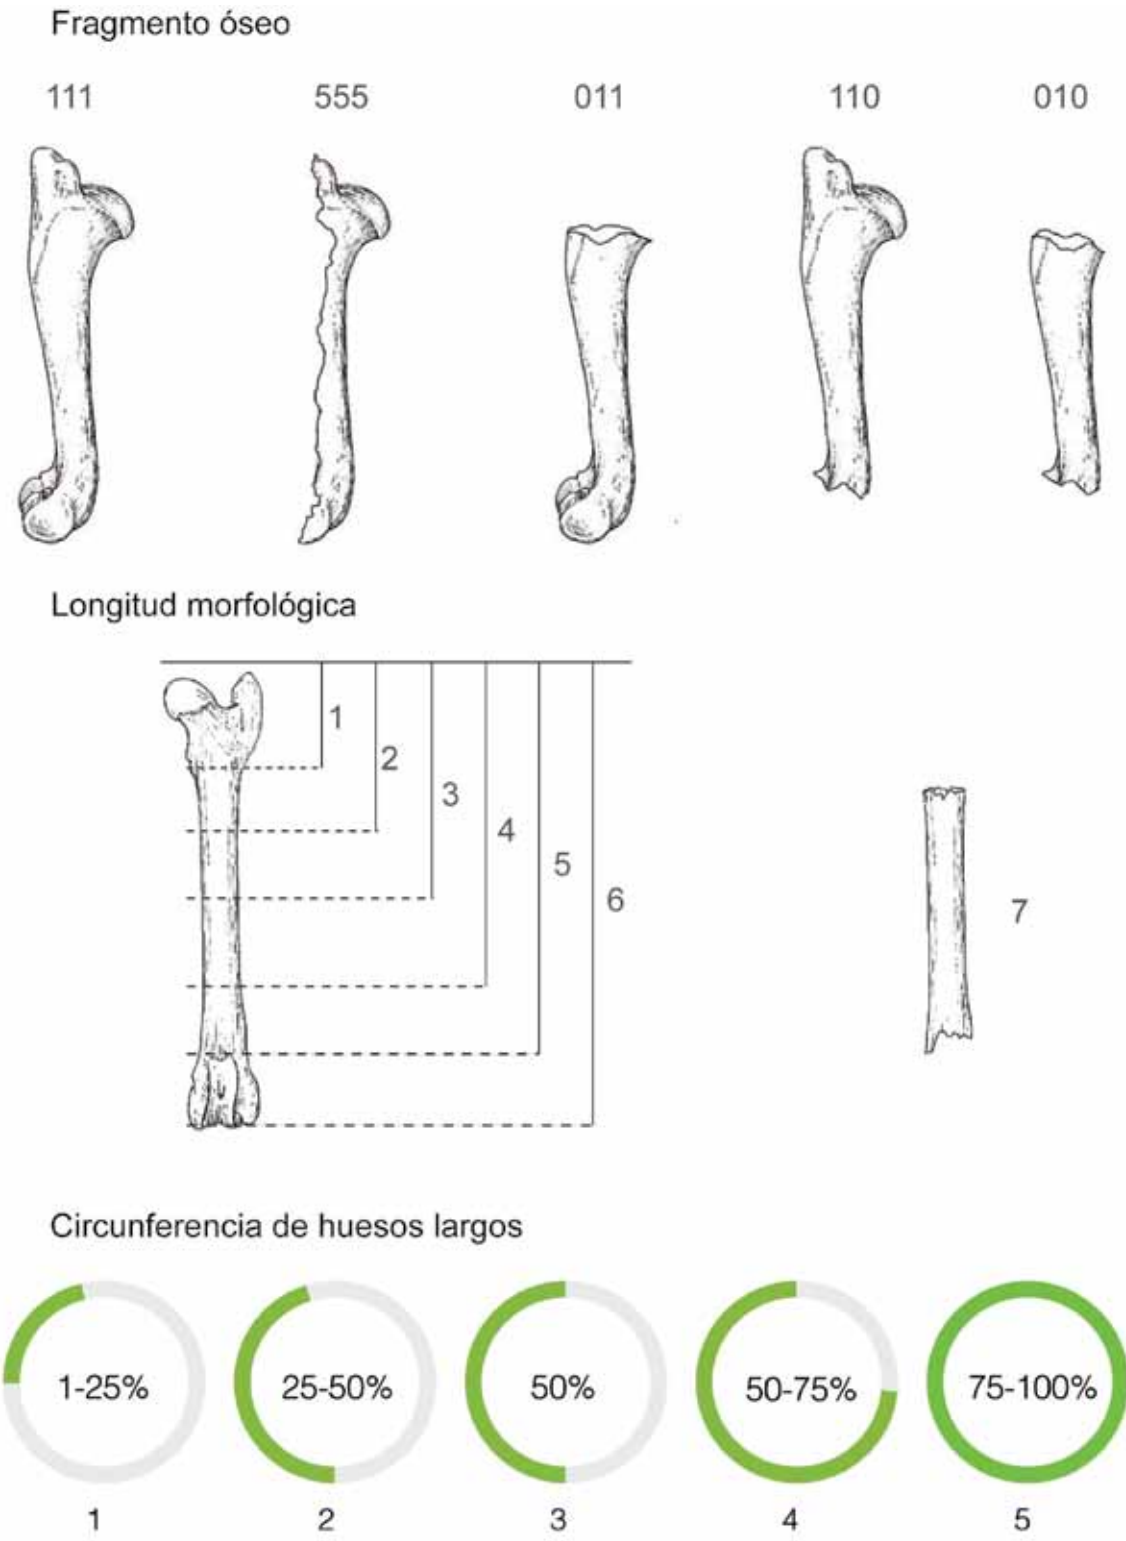 Fragmento óseo
111 555 011 110 010
Longitud morfológica
1
2
3
4
5
6
7
Circunferencia de huesos largos
1-25% 25-50% 50% 50-75% 75-100%
1 2 3 4 5